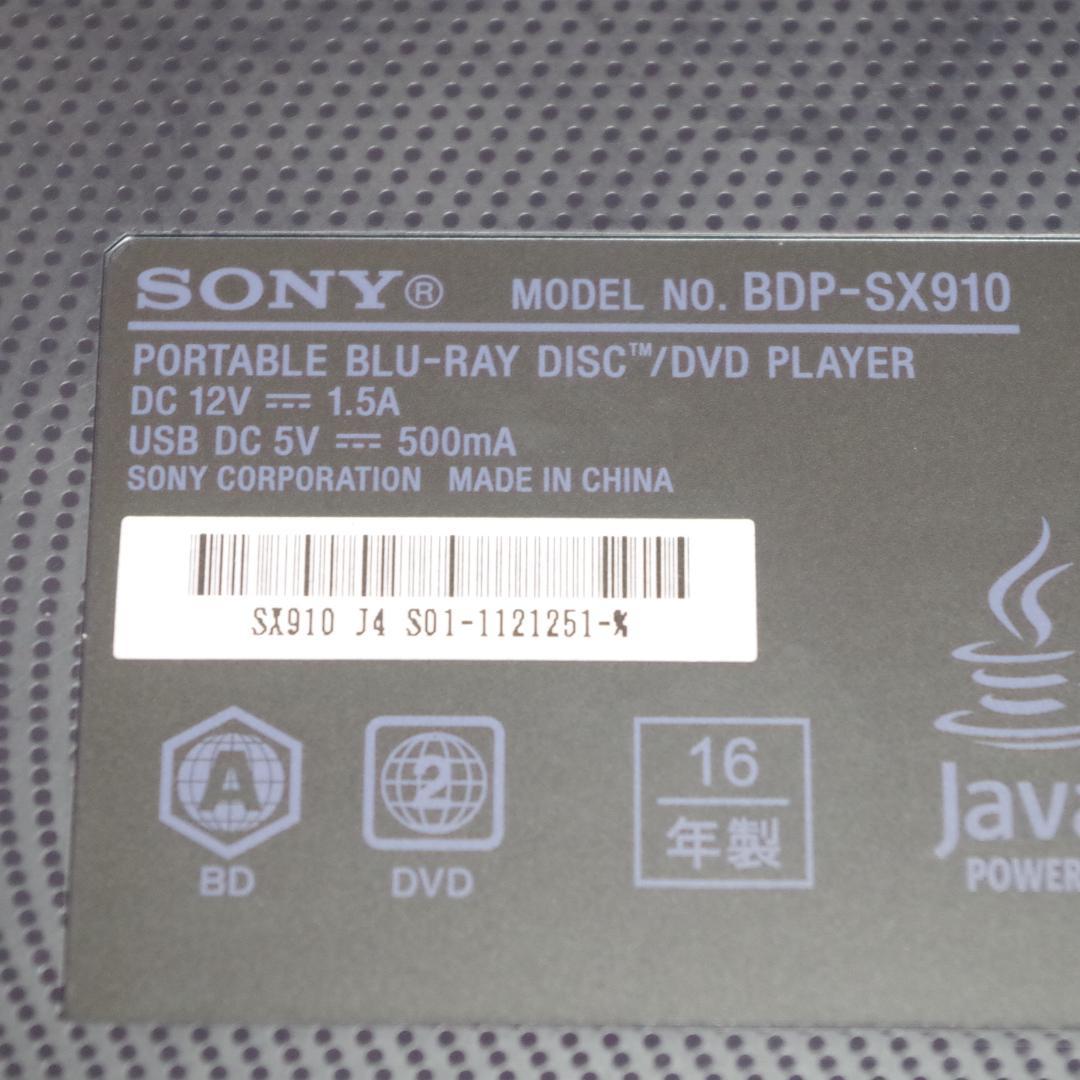 SONY® MODEL NO. BDP-SX910
PORTABLE BLU-RAY DISC™/DVD PLAYER
DC 12V ⎓ 1.5A
USB DC 5V ⎓ 500mA
SONY CORPORATION MADE IN CHINA
SX910 J4 S01-1121251-
A
BD
2
DVD
16
年製
Java
POWER